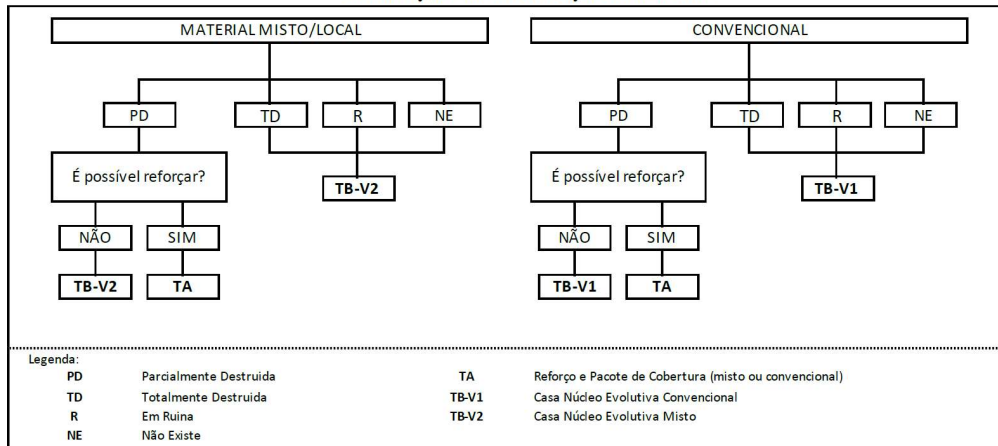 MATERIAL MISTO/LOCAL
PD
TD
R
NE
É possível reforçar?
TB-V2
NÃO
SIM
TB-V2
TA
CONVENCIONAL
PD
TD
R
NE
É possível reforçar?
TB-V1
NÃO
SIM
TB-V1
TA
Legenda:
PD Parcialmente Destruida
TD Totalmente Destruida
R Em Ruina
NE Não Existe
TA Reforço e Pacote de Cobertura (misto ou convencional)
TB-V1 Casa Núcleo Evolutiva Convencional
TB-V2 Casa Núcleo Evolutiva Misto